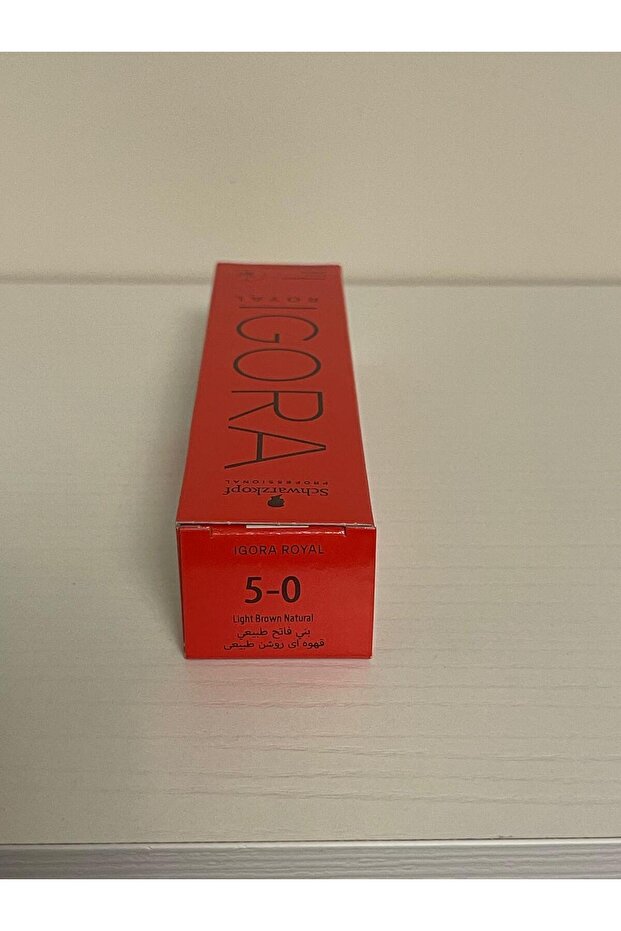 ROYAL
IGORA
Schwarzkopf
PROFESSIONAL
IGORA ROYAL
5-0
Light Brown Natural
بني فاتح طبيعي
قهوه ای روشن طبیعی